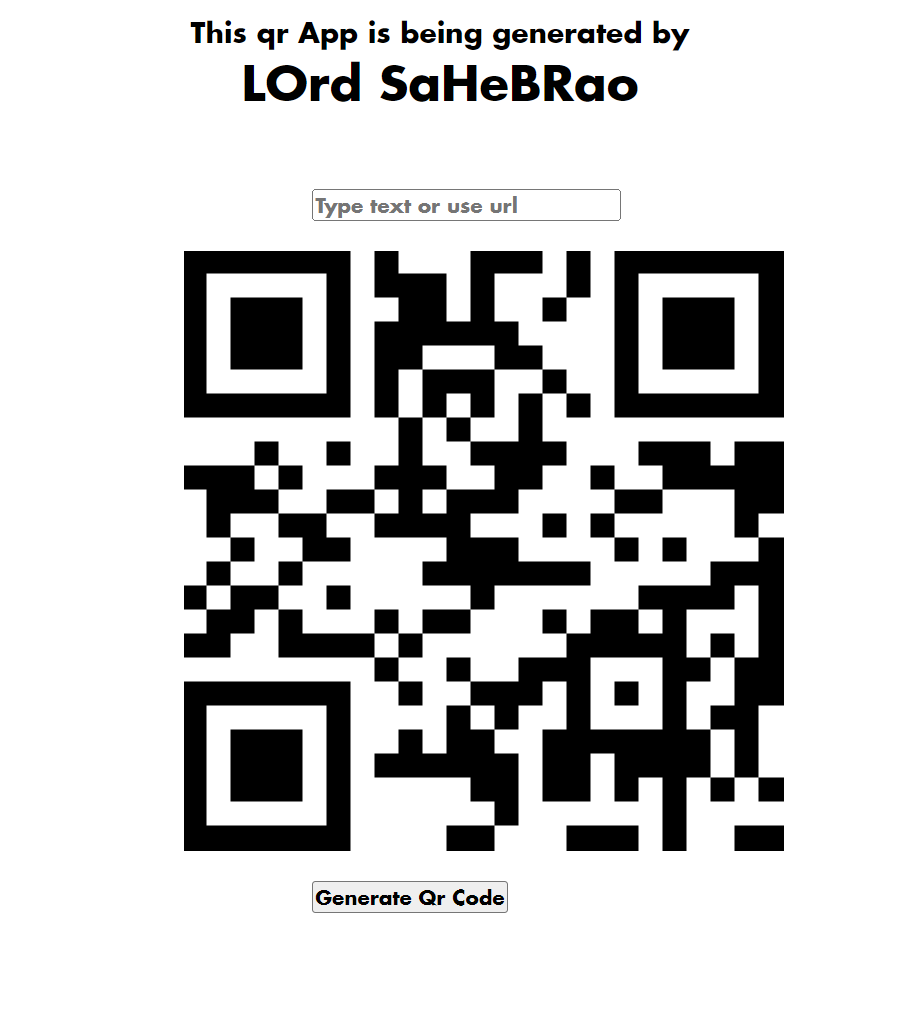 This qr App is being generated by
LOrd SaHeBRao
Type text or use url
Generate Qr Code